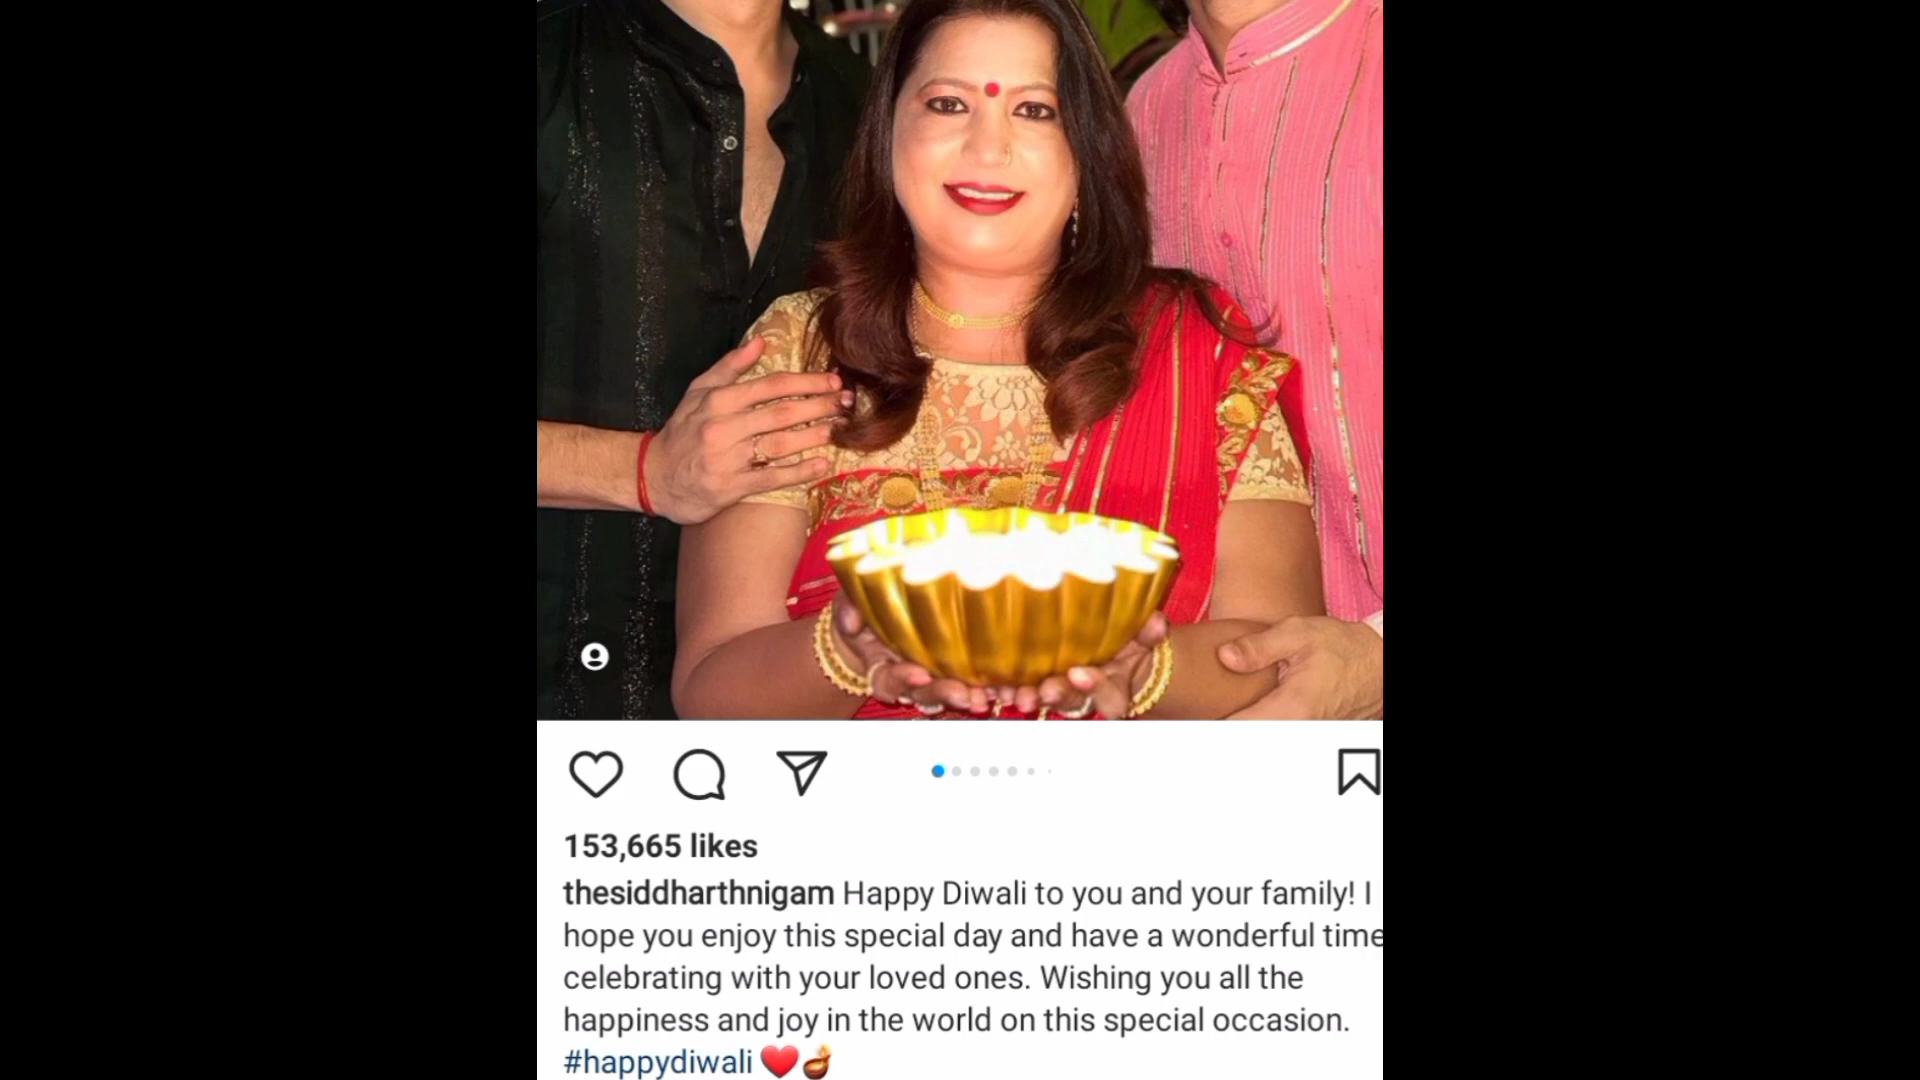 153,665 likes
thesiddharthnigam Happy Diwali to you and your family! I
hope you enjoy this special day and have a wonderful time
celebrating with your loved ones. Wishing you all the
happiness and joy in the world on this special occasion.
#happydiwali ❤️🪔